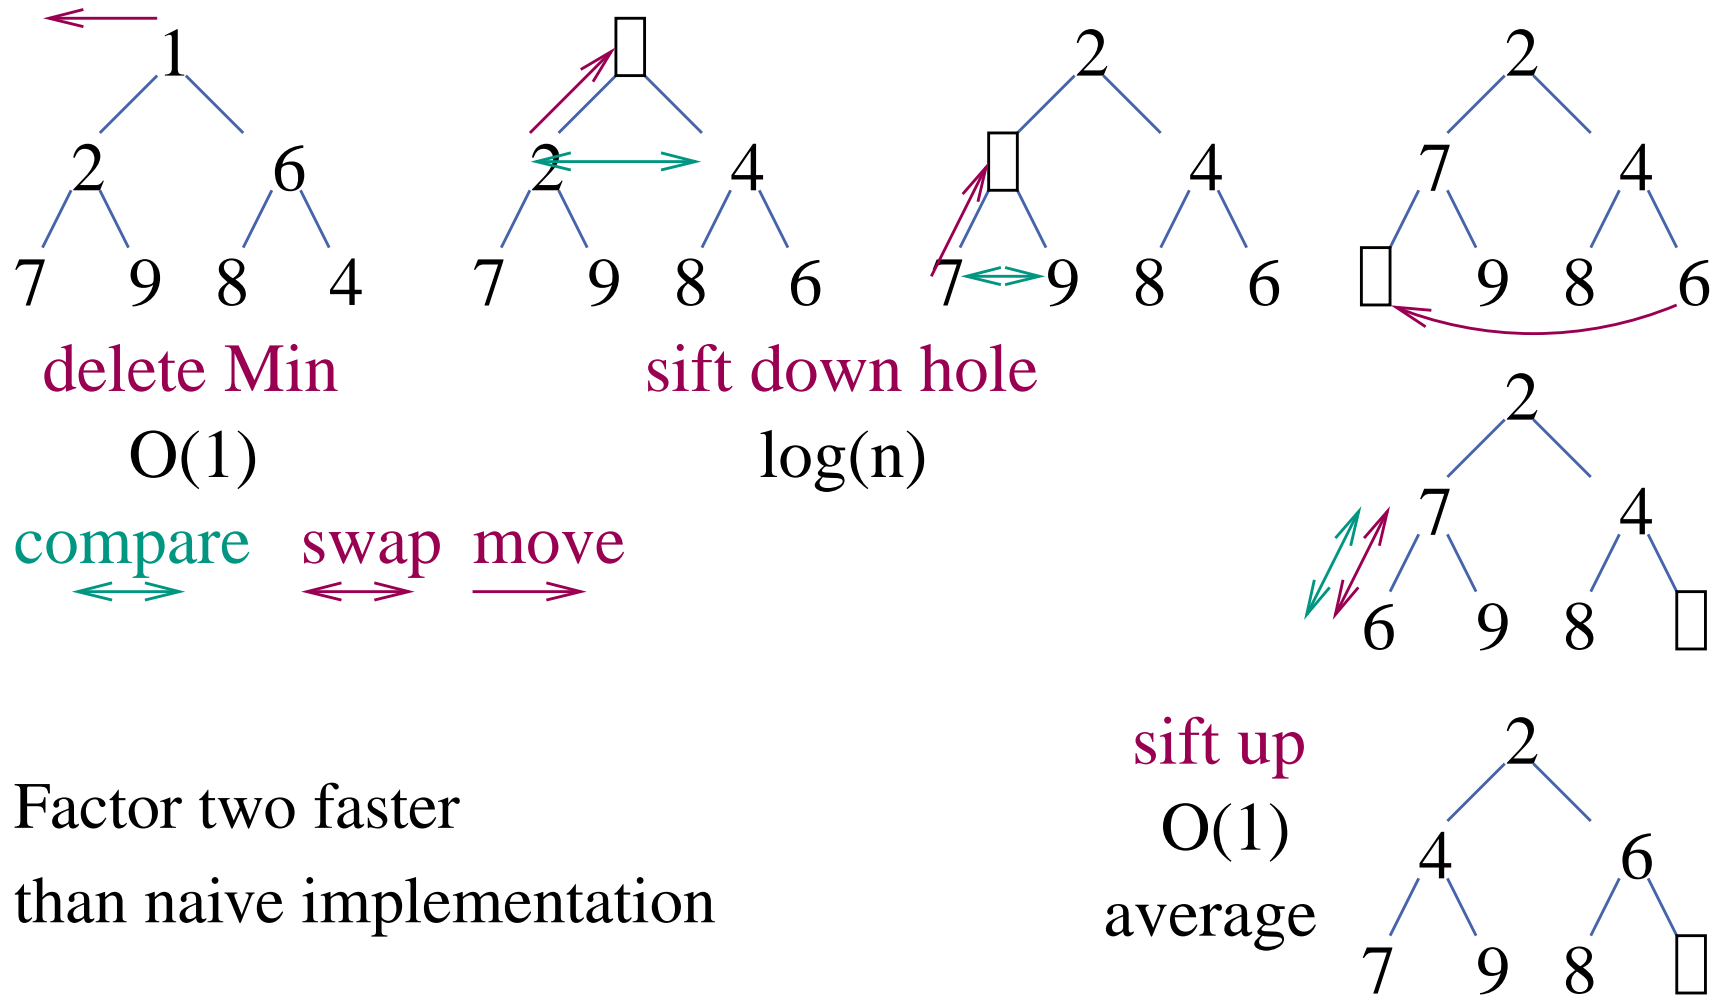 1 2 2
2 6 2 4 4 7 4
7 9 8 4 7 9 8 6 7 9 8 6 9 8 6
delete Min sift down hole
2
O(1) log(n)
7 4
compare swap move
6 9 8
sift up
2
Factor two faster
O(1)
4 6
than naive implementation
average
7 9 8